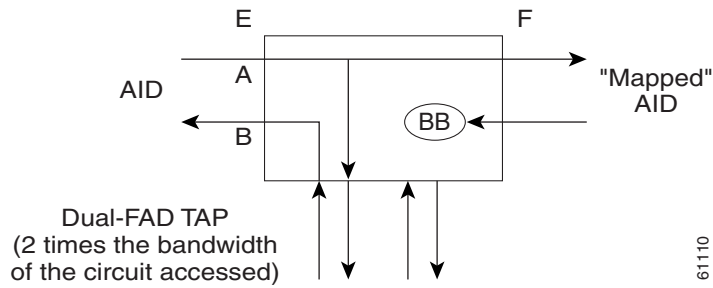 E
F
A
AID
"Mapped"
AID
BB
B
Dual-FAD TAP
(2 times the bandwidth
of the circuit accessed)
61110